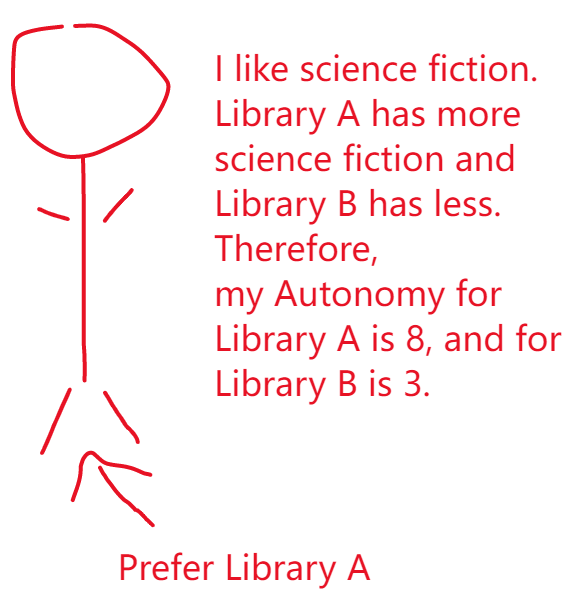 I like science fiction.
Library A has more
science fiction and
Library B has less.
Therefore,
my Autonomy for
Library A is 8, and for
Library B is 3.
Prefer Library A